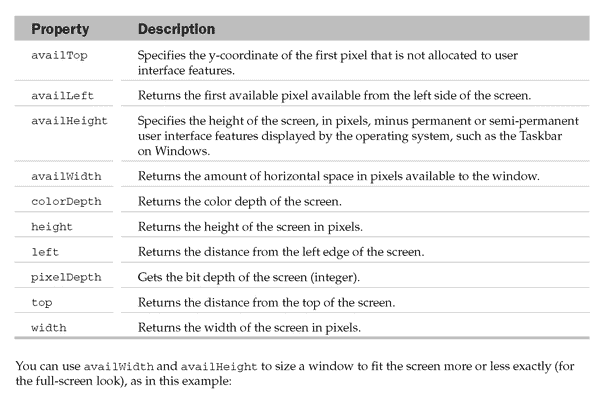 Property Description
availTop Specifies the y-coordinate of the first pixel that is not allocated to user
interface features.
availLeft Returns the first available pixel available from the left side of the screen.
availHeight Specifies the height of the screen, in pixels, minus permanent or semi-permanent
user interface features displayed by the operating system, such as the Taskbar
on Windows.
availWidth Returns the amount of horizontal space in pixels available to the window.
colorDepth Returns the color depth of the screen.
height Returns the height of the screen in pixels.
left Returns the distance from the left edge of the screen.
pixelDepth Gets the bit depth of the screen (integer).
top Returns the distance from the top of the screen.
width Returns the width of the screen in pixels.
You can use availWidth and availHeight to size a window to fit the screen more or less exactly (for
the full-screen look), as in this example: